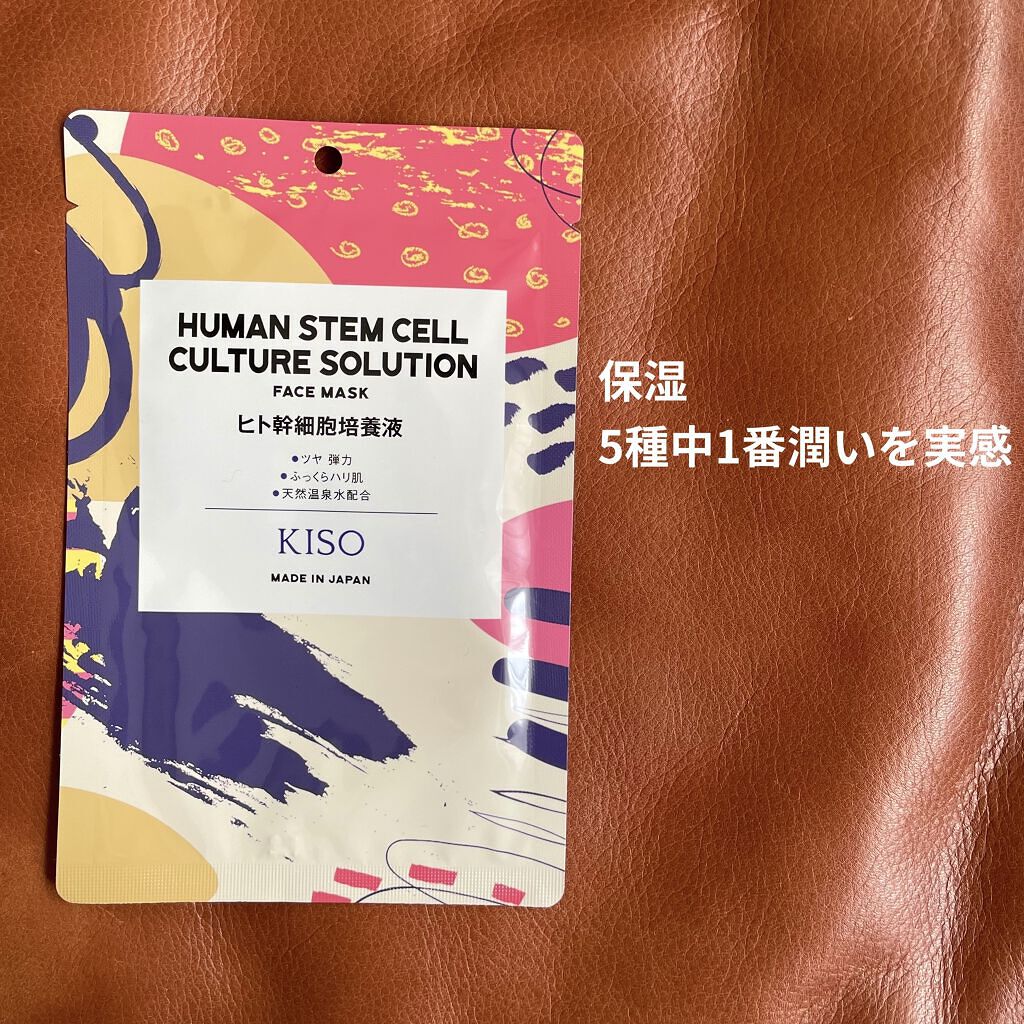 HUMAN STEM CELL
CULTURE SOLUTION
FACE MASK
ヒト幹細胞培養液
●ツヤ 弾力
●ふっくらハリ肌
●天然温泉水配合
KISO
MADE IN JAPAN
保湿
5種中1番潤いを実感